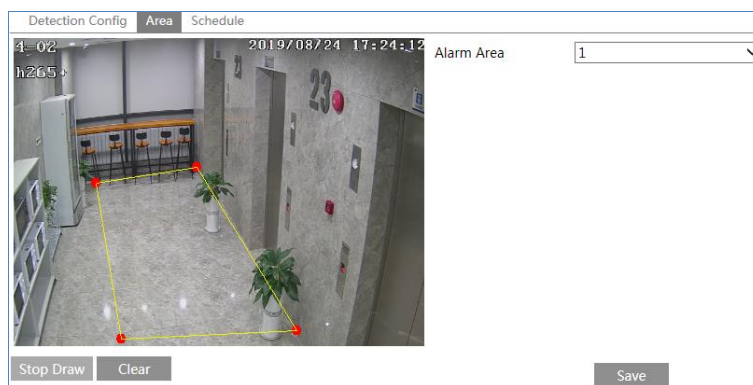 Detection Config Area Schedule
4-02 2019/08/24 17:24:12
h265+
23
23
Alarm Area 1
Stop Draw Clear
Save